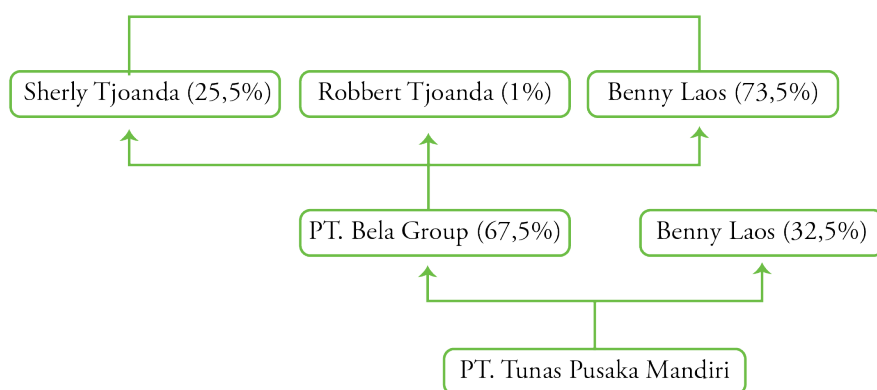 Sherly Tjoanda (25,5%)
Robbert Tjoanda (1%)
Benny Laos (73,5%)
PT. Bela Group (67,5%)
Benny Laos (32,5%)
PT. Tunas Pusaka Mandiri